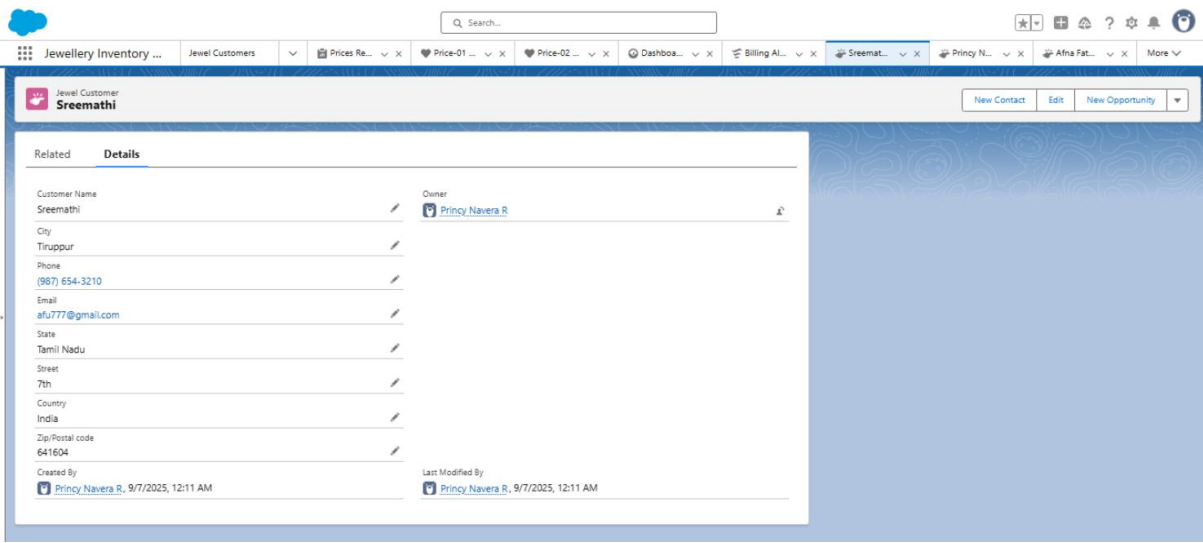 Search...
Jewellery Inventory ...
Jewel Customers
Prices Re...
Price-01 ...
Price-02 ...
Dashboa...
Billing Al...
Sreemat...
Princy N...
Afna Fat...
More
Jewel Customer
Sreemathi
New Contact
Edit
New Opportunity
Related
Details
Customer Name
Sreemathi
Owner
Princy Navera R
City
Tiruppur
Phone
(987) 654-3210
Email
afu777@gmail.com
State
Tamil Nadu
Street
7th
Country
India
Zip/Postal code
641604
Created By
Princy Navera R, 9/7/2025, 12:11 AM
Last Modified By
Princy Navera R, 9/7/2025, 12:11 AM